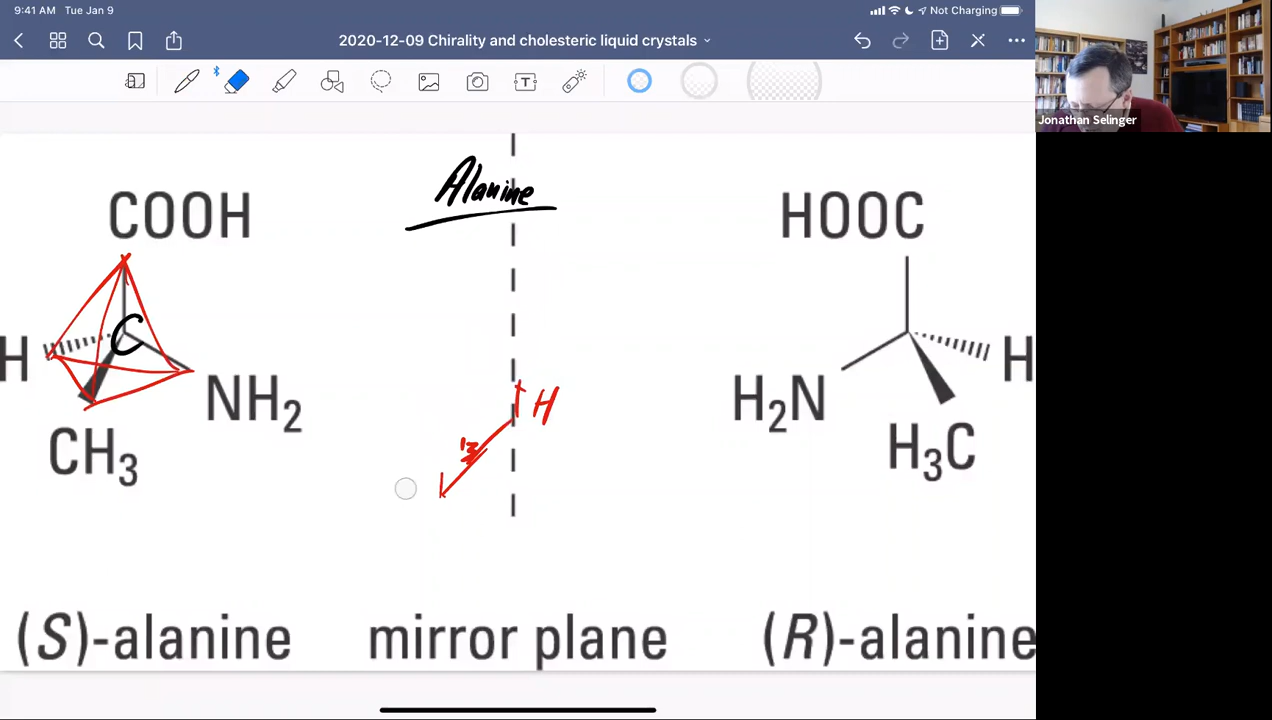 9:41 AM Tue Jan 9
Not Charging
2020-12-09 Chirality and cholesteric liquid crystals
T
Jonathan Selinger
Alanine
COOH
HOOC
C
H
H
NH2
CH3
H
H2N
H3C
(S)-alanine
mirror plane
(R)-alanine